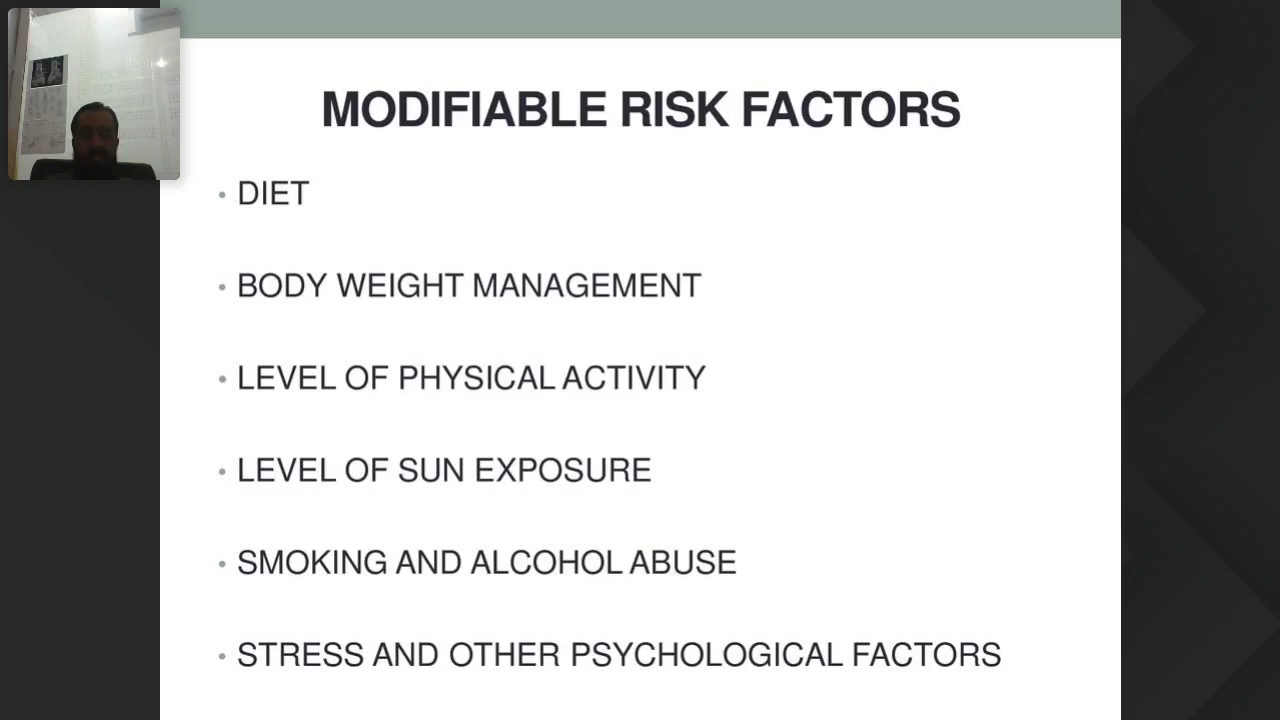 MODIFIABLE RISK FACTORS
• DIET
• BODY WEIGHT MANAGEMENT
• LEVEL OF PHYSICAL ACTIVITY
• LEVEL OF SUN EXPOSURE
• SMOKING AND ALCOHOL ABUSE
• STRESS AND OTHER PSYCHOLOGICAL FACTORS